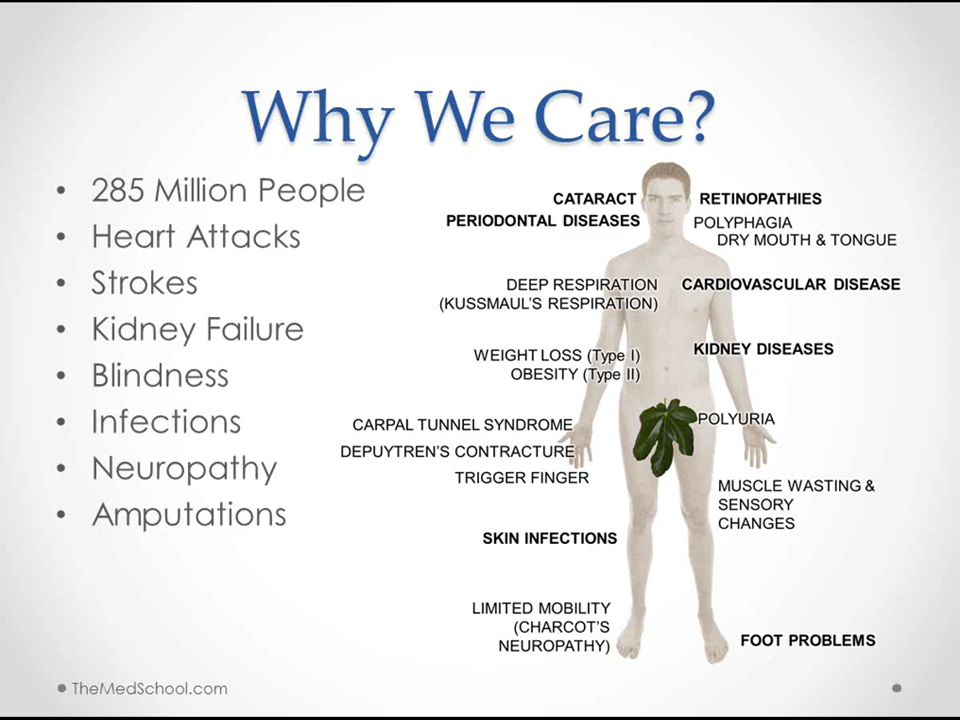 Why We Care?
• 285 Million People
• Heart Attacks
• Strokes
• Kidney Failure
• Blindness
• Infections
• Neuropathy
• Amputations
CATARACT
RETINOPATHIES
PERIODONTAL DISEASES
POLYPHAGIA
DRY MOUTH & TONGUE
DEEP RESPIRATION
(KUSSMAUL'S RESPIRATION)
CARDIOVASCULAR DISEASE
WEIGHT LOSS (Type I)
OBESITY (Type II)
KIDNEY DISEASES
CARPAL TUNNEL SYNDROME
POLYURIA
DEPUYTREN'S CONTRACTURE
TRIGGER FINGER
MUSCLE WASTING &
SENSORY
CHANGES
SKIN INFECTIONS
LIMITED MOBILITY
(CHARCOT'S
NEUROPATHY)
FOOT PROBLEMS
TheMedSchool.com